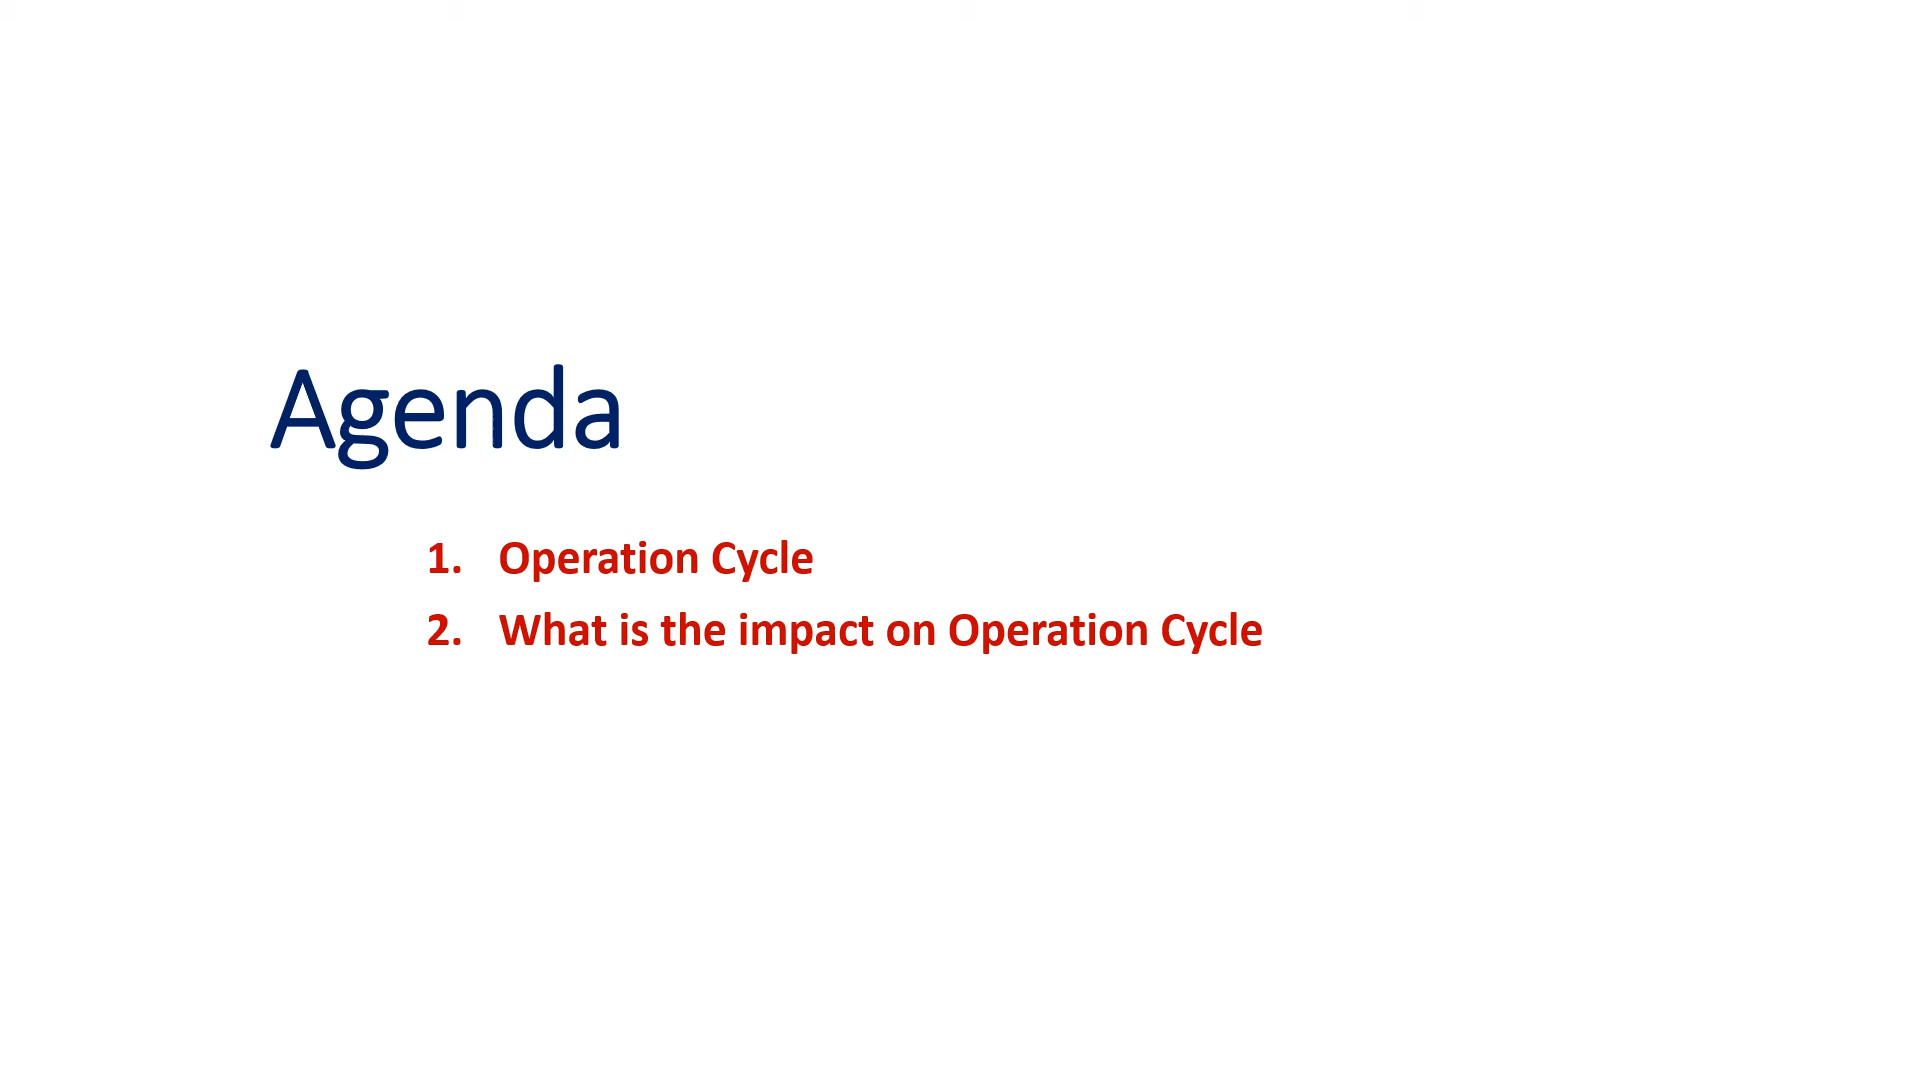 Agenda
1. Operation Cycle
2. What is the impact on Operation Cycle